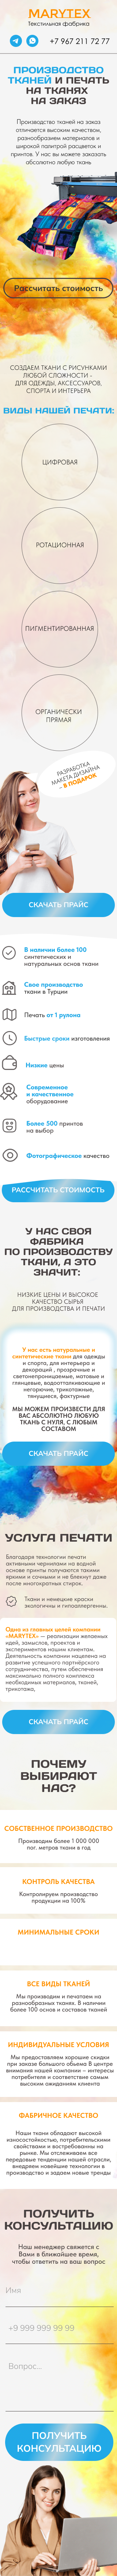 MARYTEX
Текстильная фабрика
+7 967 211 72 77
ПРОИЗВОДСТВО
ТКАНЕЙ И ПЕЧАТЬ
НА ТКАНЯХ
НА ЗАКАЗ
Производство тканей на заказ
отличается высоким качеством,
разнообразием материалов и
широкой палитрой расцветок и
принтов. У нас вы можете заказать
абсолютно любую ткань
Рассчитать стоимость
СОЗДАЕМ ТКАНИ С РИСУНКАМИ
ЛЮБОЙ СЛОЖНОСТИ -
ДЛЯ ОДЕЖДЫ, АКСЕССУАРОВ,
СПОРТА И ИНТЕРЬЕРА
ВИДЫ НАШЕЙ ПЕЧАТИ:
ЦИФРОВАЯ
РОТАЦИОННАЯ
ПИГМЕНТИРОВАННАЯ
ОРГАНИЧЕСКИ
ПРЯМАЯ
РАЗРАБОТКА
МАКЕТА ДИЗАЙНА
- В ПОДАРОК
СКАЧАТЬ ПРАЙС
В наличии более 100
синтетических и
натуральных основ ткани
Свое производство
ткани в Турции
Печать от 1 рулона
Быстрые сроки изготовления
Низкие цены
Современное
и качественное
оборудование
Более 500 принтов
на выбор
Фотографическое качество
РАССЧИТАТЬ СТОИМОСТЬ
У НАС СВОЯ
ФАБРИКА
ПО ПРОИЗВОДСТВУ
ТКАНИ, А ЭТО
ЗНАЧИТ:
НИЗКИЕ ЦЕНЫ И ВЫСОКОЕ
КАЧЕСТВО СЫРЬЯ
ДЛЯ ПРОИЗВОДСТВА И ПЕЧАТИ
У нас есть натуральные и
синтетические ткани для одежды
и спорта, для интерьера и
декораций , прозрачные и
светонепроницаемые, матовые и
глянцевые, водоотталкивающие и
негорючие, трикотажные,
тянущиеся, фактурные
МЫ МОЖЕМ ПРОИЗВЕСТИ ДЛЯ
ВАС АБСОЛЮТНО ЛЮБУЮ
ТКАНЬ С НУЛЯ, С ЛЮБЫМ
СОСТАВОМ
СКАЧАТЬ ПРАЙС
УСЛУГА ПЕЧАТИ
Благодаря технологии печати
активными чернилами на водной
основе принты получаются такими
яркими и сочными и не блекнут даже
после многократных стирок.
Ткани и немецкие краски
экологичны и гипоаллергенны.
Одна из главных целей компании
«MARYTEX» — реализация желаемых
идей, замыслов, проектов и
экспериментов нашим клиентам.
Деятельность компании нацелена на
развитие успешного партнёрского
сотрудничества, путем обеспечения
максимально полного комплекса
необходимых материалов, тканей,
трикотажа,
СКАЧАТЬ ПРАЙС
ПОЧЕМУ
ВЫБИРАЮТ
НАС?
СОБСТВЕННОЕ ПРОИЗВОДСТВО
Производим более 1 000 000
пог. метров ткани в год
КОНТРОЛЬ КАЧЕСТВА
Контролируем производство
продукции на 100%
МИНИМАЛЬНЫЕ СРОКИ
ВСЕ ВИДЫ ТКАНЕЙ
Мы производим и печатаем на
разнообразных тканях. В наличии
более 100 основ и составов тканей
ИНДИВИДУАЛЬНЫЕ УСЛОВИЯ
Мы предоставляем хорошие скидки
при заказе большого объема В центре
внимания нашей компании – интересы
потребителя и соответствие самым
высоким ожиданиям клиента
ФАБРИЧНОЕ КАЧЕСТВО
Наши ткани обладают высокой
износостойкостью, потребительскими
свойствами и востребованы на
рынке. Мы отслеживаем все
передовые тенденции нашей отрасли,
внедряем новейшие технологии в
производство и задаем новые тренды
ПОЛУЧИТЬ
КОНСУЛЬТАЦИЮ
Наш менеджер свяжется с
Вами в ближайшее время,
чтобы ответить на ваш вопрос
Имя
+9 999 999 99 99
Вопрос...
ПОЛУЧИТЬ
КОНСУЛЬТАЦИЮ